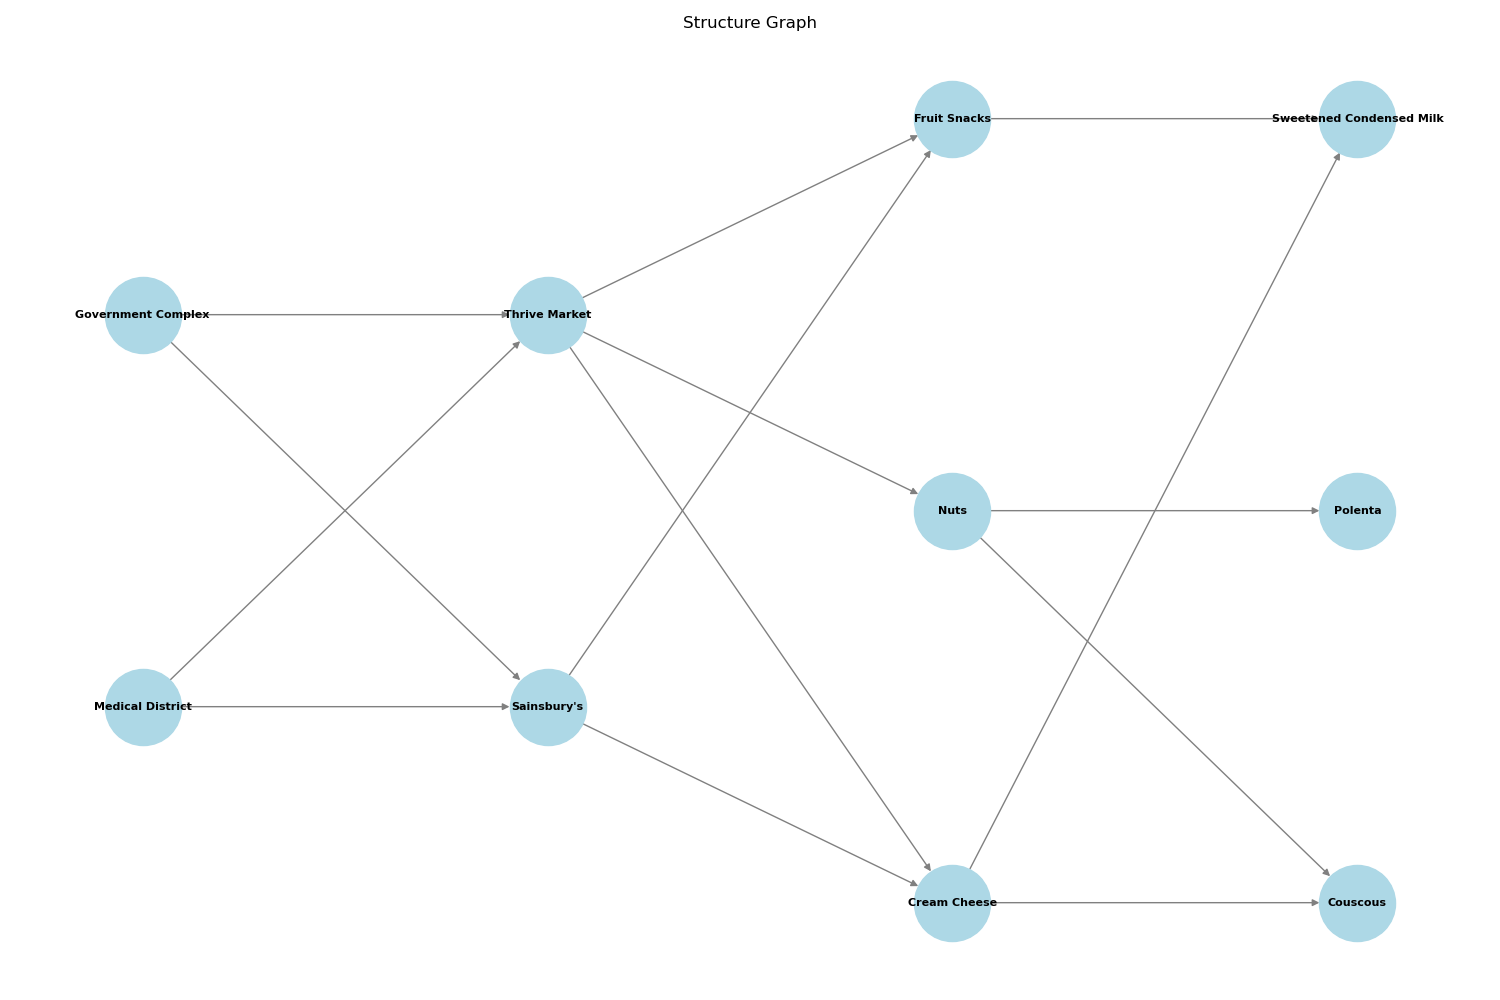 Structure Graph
Fruit Snacks
Sweetened Condensed Milk
Government Complex
Thrive Market
Nuts
Polenta
Medical District
Sainsbury's
Cream Cheese
Couscous